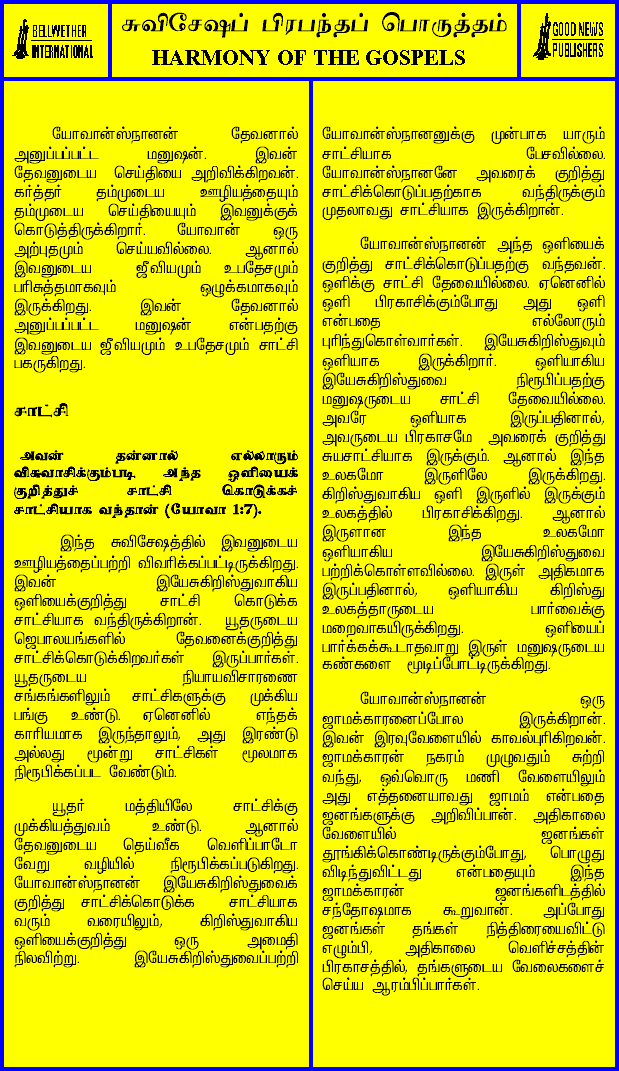 BELLWETHER
INTERNATIONAL
சுவிசேஷப் பிரபந்தப் பொருத்தம்
HARMONY OF THE GOSPELS
GOOD NEWS
PUBLISHERS
யோவான்ஸ்நானன் தேவனால்
அனுப்பப்பட்ட மனுஷன். இவன்
தேவனுடைய செய்தியை அறிவிக்கிறவன்.
கர்த்தர் தம்முடைய ஊழியத்தையும்
தம்முடைய செய்தியையும் இவனுக்குக்
கொடுத்திருக்கிறார். யோவான் ஒரு
அற்புதமும் செய்யவில்லை. ஆனால்
இவனுடைய ஜீவியமும் உபதேசமும்
பரிசுத்தமாகவும் ஒழுக்கமாகவும்
இருக்கிறது. இவன் தேவனால்
அனுப்பப்பட்ட மனுஷன் என்பதற்கு
இவனுடைய ஜீவியமும் உபதேசமும் சாட்சி
பகருகிறது.
சாட்சி
அவன் தன்னால் எல்லாரும்
விசுவாசிக்கும்படி, அந்த ஒளியைக்
குறித்துச் சாட்சி கொடுக்கச்
சாட்சியாக வந்தான் (யோவா 1:7).
இந்த சுவிசேஷத்தில் இவனுடைய
ஊழியத்தைப்பற்றி விவரிக்கப்பட்டிருக்கிறது.
இவன் இயேசுகிறிஸ்துவாகிய
ஒளியைக்குறித்து சாட்சி கொடுக்க
சாட்சியாக வந்திருக்கிறான். யூதருடைய
ஜெபாலயங்களில் தேவனைக்குறித்து
சாட்சிக்கொடுக்கிறவர்கள் இருப்பார்கள்.
யூதருடைய நியாயவிசாரணை
சங்கங்களிலும் சாட்சிகளுக்கு முக்கிய
பங்கு உண்டு. ஏனெனில் எந்தக்
காரியமாக இருந்தாலும், அது இரண்டு
அல்லது மூன்று சாட்சிகள் மூலமாக
நிரூபிக்கப்பட வேண்டும்.
யூதர் மத்தியிலே சாட்சிக்கு
முக்கியத்துவம் உண்டு. ஆனால்
தேவனுடைய தெய்வீக வெளிப்பாடோ
வேறு வழியில் நிரூபிக்கப்படுகிறது.
யோவான்ஸ்நானன் இயேசுகிறிஸ்துவைக்
குறித்து சாட்சிக்கொடுக்க சாட்சியாக
வரும் வரையிலும், கிறிஸ்துவாகிய
ஒளியைக்குறித்து ஒரு அமைதி
நிலவிற்று. இயேசுகிறிஸ்துவைப்பற்றி
யோவான்ஸ்நானனுக்கு முன்பாக யாரும்
சாட்சியாக பேசவில்லை.
யோவான்ஸ்நானனே அவரைக் குறித்து
சாட்சிக்கொடுப்பதற்காக வந்திருக்கும்
முதலாவது சாட்சியாக இருக்கிறான்.
யோவான்ஸ்நானன் அந்த ஒளியைக்
குறித்து சாட்சிக்கொடுப்பதற்கு வந்தவன்.
ஒளிக்கு சாட்சி தேவையில்லை. ஏனெனில்
ஒளி பிரகாசிக்கும்போது அது ஒளி
என்பதை எல்லோரும்
புரிந்துகொள்வார்கள். இயேசுகிறிஸ்துவும்
ஒளியாக இருக்கிறார். ஒளியாகிய
இயேசுகிறிஸ்துவை நிரூபிப்பதற்கு
மனுஷருடைய சாட்சி தேவையில்லை.
அவரே ஒளியாக இருப்பதினால்,
அவருடைய பிரகாசமே அவரைக் குறித்து
சுயசாட்சியாக இருக்கும். ஆனால் இந்த
உலகமோ இருளிலே இருக்கிறது.
கிறிஸ்துவாகிய ஒளி இருளில் இருக்கும்
உலகத்தில் பிரகாசிக்கிறது. ஆனால்
இருளான இந்த உலகமோ
ஒளியாகிய இயேசுகிறிஸ்துவை
பற்றிக்கொள்ளவில்லை. இருள் அதிகமாக
இருப்பதினால், ஒளியாகிய கிறிஸ்து
உலகத்தாருடைய பார்வைக்கு
மறைவாகயிருக்கிறது. ஒளியைப்
பார்க்கக்கூடாதவாறு இருள் மனுஷருடைய
கண்களை மூடிப்போட்டிருக்கிறது.
யோவான்ஸ்நானன் ஒரு
ஜாமக்காரனைப்போல இருக்கிறான்.
இவன் இரவுவேளையில் காவல்புரிகிறவன்.
ஜாமக்காரன் நகரம் முழுவதும் சுற்றி
வந்து, ஒவ்வொரு மணி வேளையிலும்
அது எத்தனையாவது ஜாமம் என்பதை
ஜனங்களுக்கு அறிவிப்பான். அதிகாலை
வேளையில் ஜனங்கள்
தூங்கிக்கொண்டிருக்கும்போது, பொழுது
விடிந்துவிட்டது என்பதையும் இந்த
ஜாமக்காரன் ஜனங்களிடத்தில்
சந்தோஷமாக கூறுவான். அப்போது
ஜனங்கள் தங்கள் நித்திரையைவிட்டு
எழும்பி, அதிகாலை வெளிச்சத்தின்
பிரகாசத்தில், தங்களுடைய வேலைகளைச்
செய்ய ஆரம்பிப்பார்கள்.